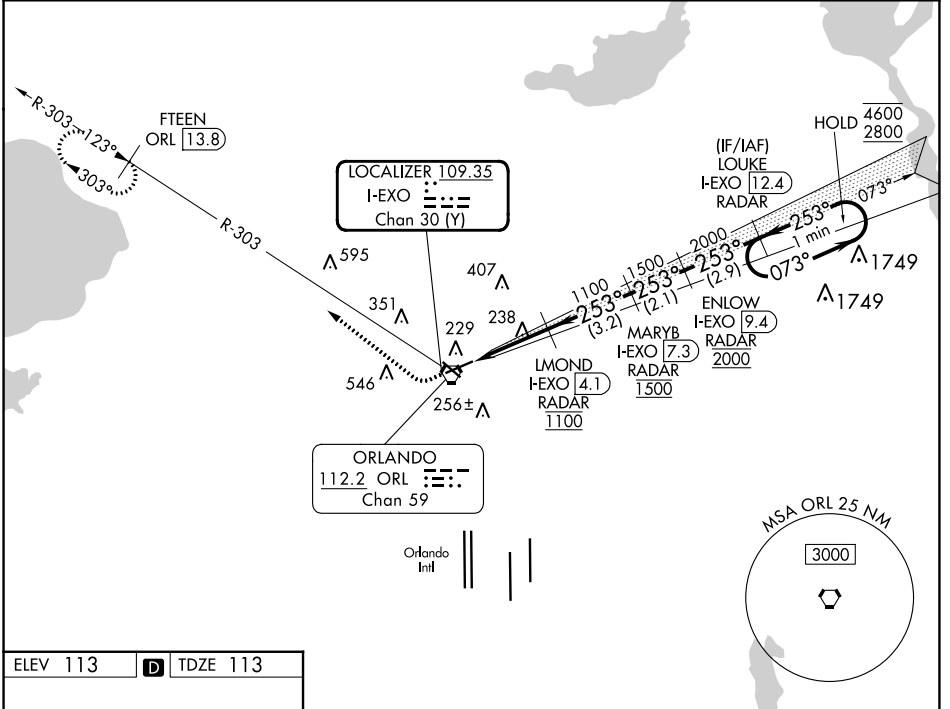 R-303
123°
303°
FTEEN
ORL 13.8
R-303
LOCALIZER 109.35
I-EXO
Chan 30 (Y)
HOLD 4600
2800
(IF/IAF)
LOUKE
I-EXO 12.4
RADAR
073°
253°
1 min
073°
1749
1749
595
407
351
238
229
546
256±
1100
1500
2000
253°
253°
253°
(3.2)
(2.1)
(2.9)
ENLOW
I-EXO 9.4
RADAR
2000
MARYB
I-EXO 7.3
RADAR
1500
LMOND
I-EXO 4.1
RADAR
1100
ORLANDO
112.2 ORL
Chan 59
Orlando
Intl
MSA ORL 25 NM
3000
ELEV 113 D TDZE 113